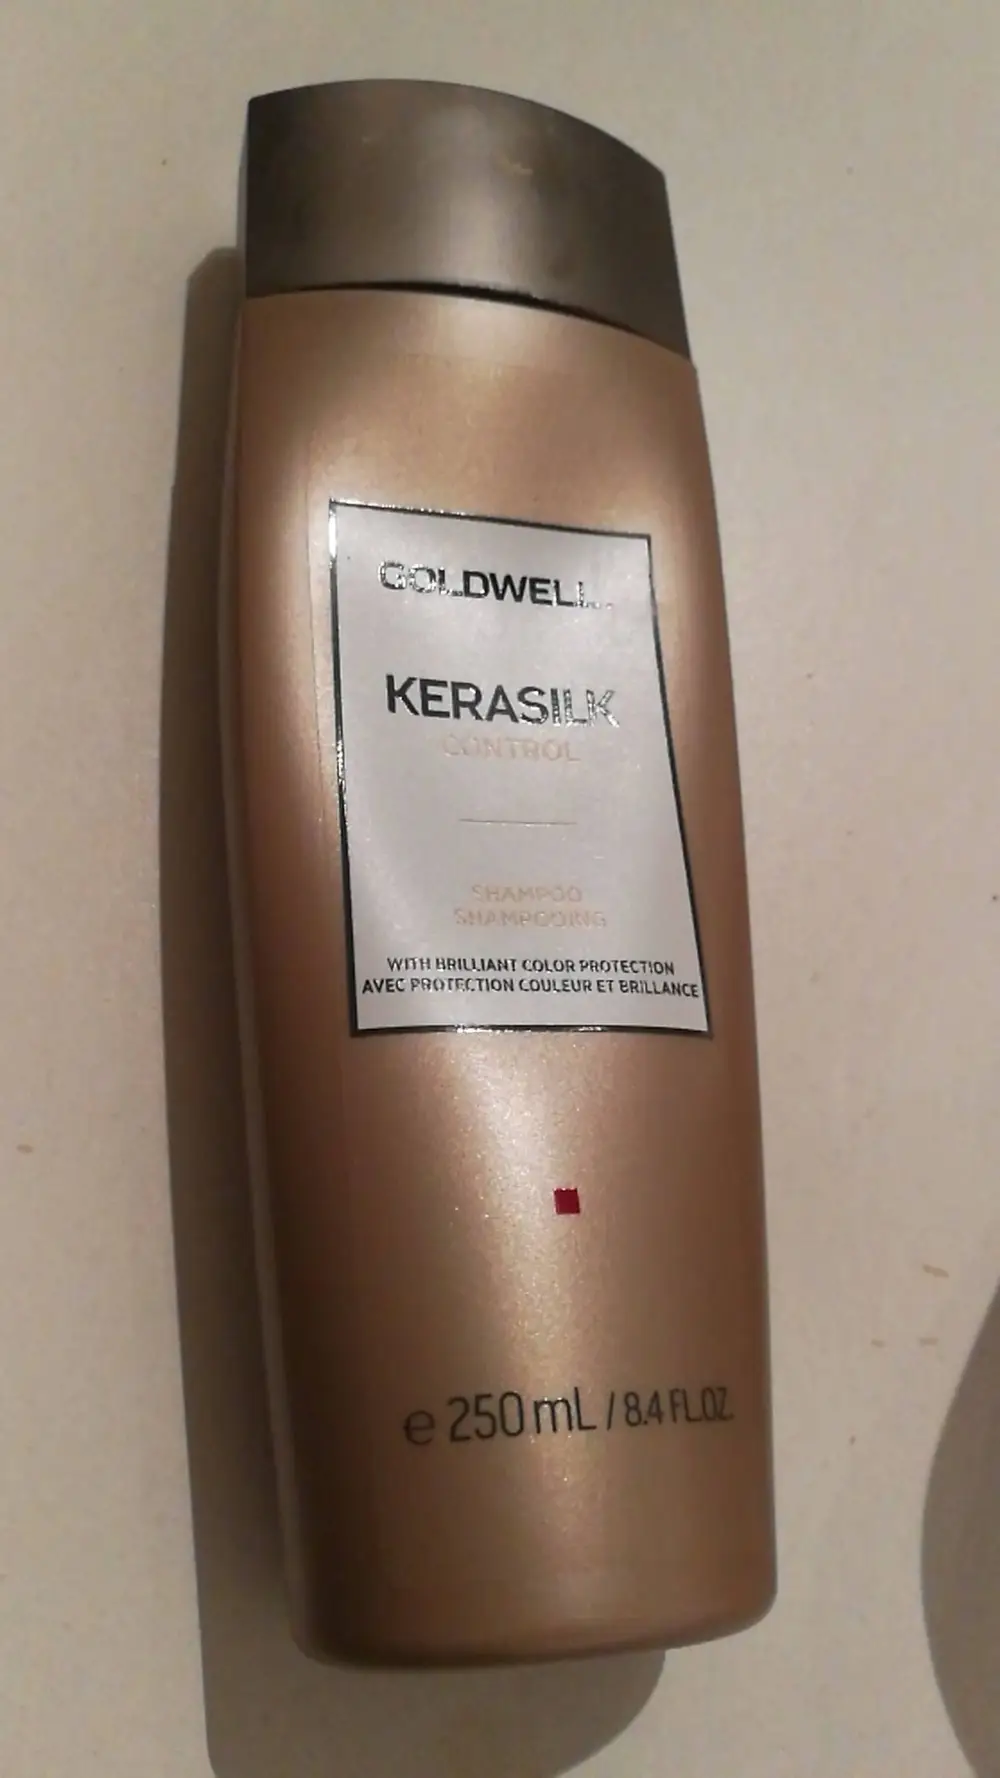 GOLDWELL
KERASILK
CONTROL
SHAMPOO
SHAMPOOING
WITH BRILLIANT COLOR PROTECTION
AVEC PROTECTION COULEUR ET BRILLANCE
e 250 mL / 8.4 FL.OZ.